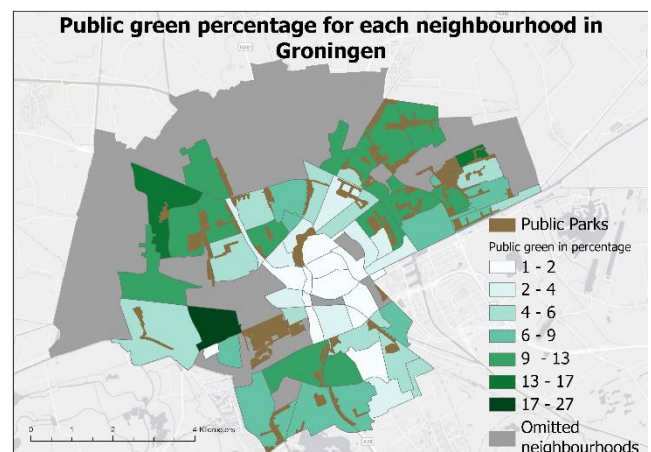 Public green percentage for each neighbourhood in
Groningen
Public Parks
Public green in percentage
1 - 2
2 - 4
4 - 6
6 - 9
9 - 13
13 - 17
17 - 27
Omitted
neighbourhoods
0 1 2 4 Kilometers